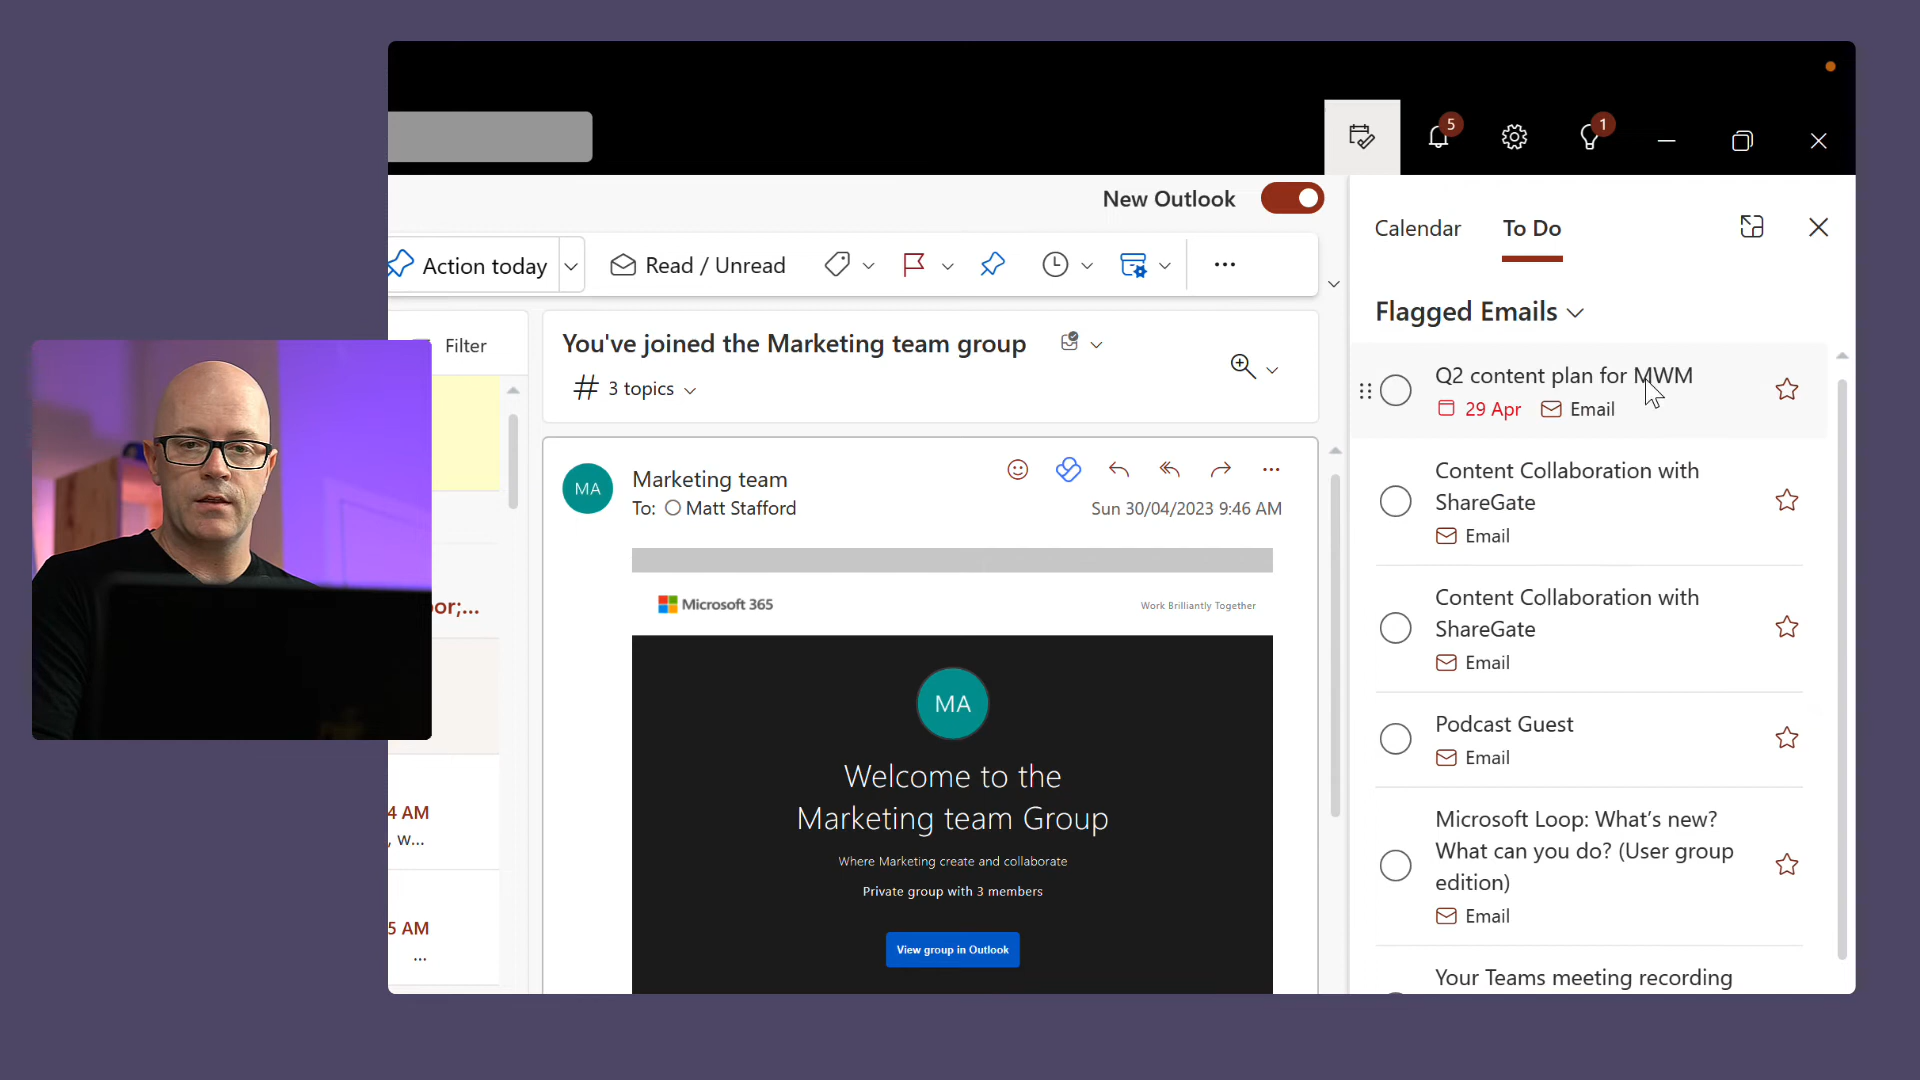 5
1
New Outlook
Action today
Read / Unread
Filter
You've joined the Marketing team group
# 3 topics
MA
Marketing team
To: Matt Stafford
Sun 30/04/2023 9:46 AM
Microsoft 365
Work Brilliantly Together
MA
Welcome to the
Marketing team Group
Where Marketing create and collaborate
Private group with 3 members
View group in Outlook
or;...
4 AM
, w...
5 AM
...
Calendar
To Do
Flagged Emails
Q2 content plan for MWM
29 Apr
Email
Content Collaboration with
ShareGate
Email
Content Collaboration with
ShareGate
Email
Podcast Guest
Email
Microsoft Loop: What’s new?
What can you do? (User group
edition)
Email
Your Teams meeting recording